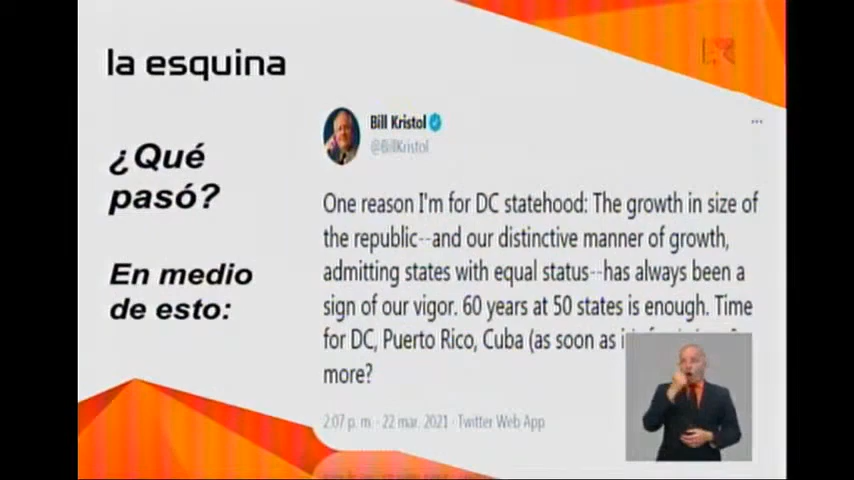 la esquina
¿Qué
pasó?
En medio
de esto:
Bill Kristol
@BillKristol
One reason I'm for DC statehood: The growth in size of
the republic--and our distinctive manner of growth,
admitting states with equal status--has always been a
sign of our vigor. 60 years at 50 states is enough. Time
for DC, Puerto Rico, Cuba (as soon as
more?
2:07 p. m. · 22 mar. 2021 · Twitter Web App